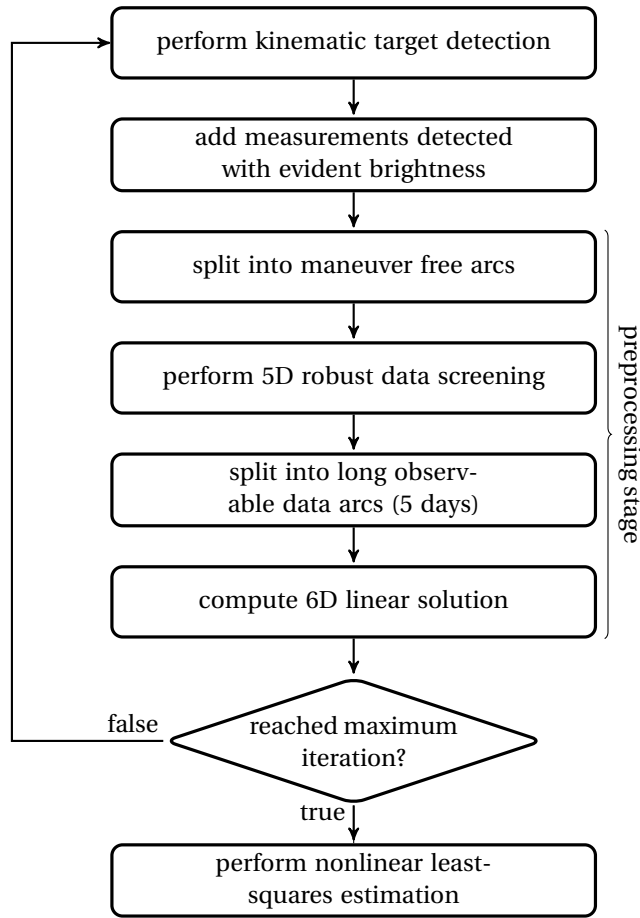 perform kinematic target detection
add measurements detected
with evident brightness
split into maneuver free arcs
perform 5D robust data screening
split into long observ-
able data arcs (5 days)
compute 6D linear solution
preprocessing stage
reached maximum
iteration?
false
true
perform nonlinear least-
squares estimation